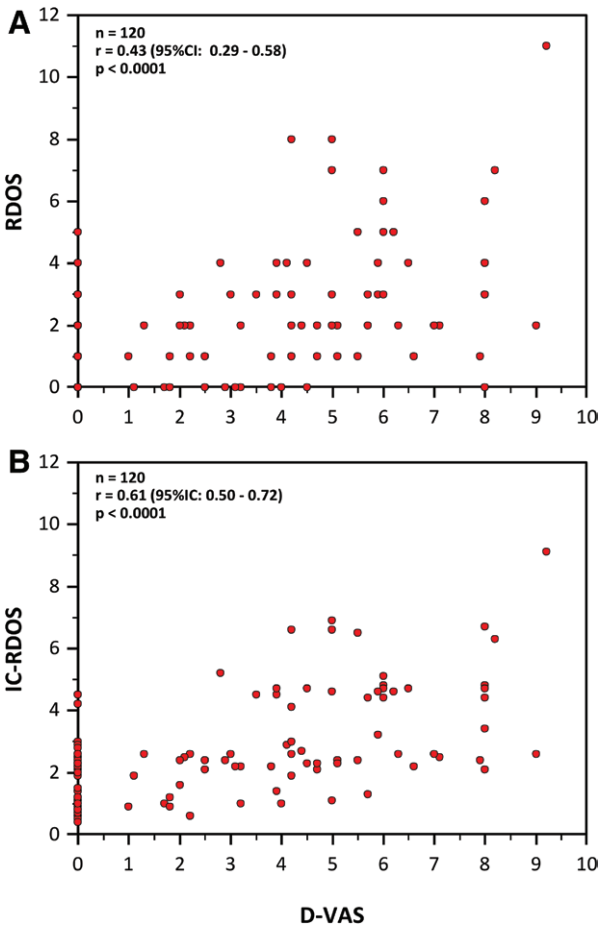 A
12
10
8
6
4
2
0
RDOS
n = 120
r = 0.43 (95%CI: 0.29 - 0.58)
p < 0.0001
0 1 2 3 4 5 6 7 8 9 10
B
12
10
8
6
4
2
0
IC-RDOS
n = 120
r = 0.61 (95%IC: 0.50 - 0.72)
p < 0.0001
0 1 2 3 4 5 6 7 8 9 10
D-VAS